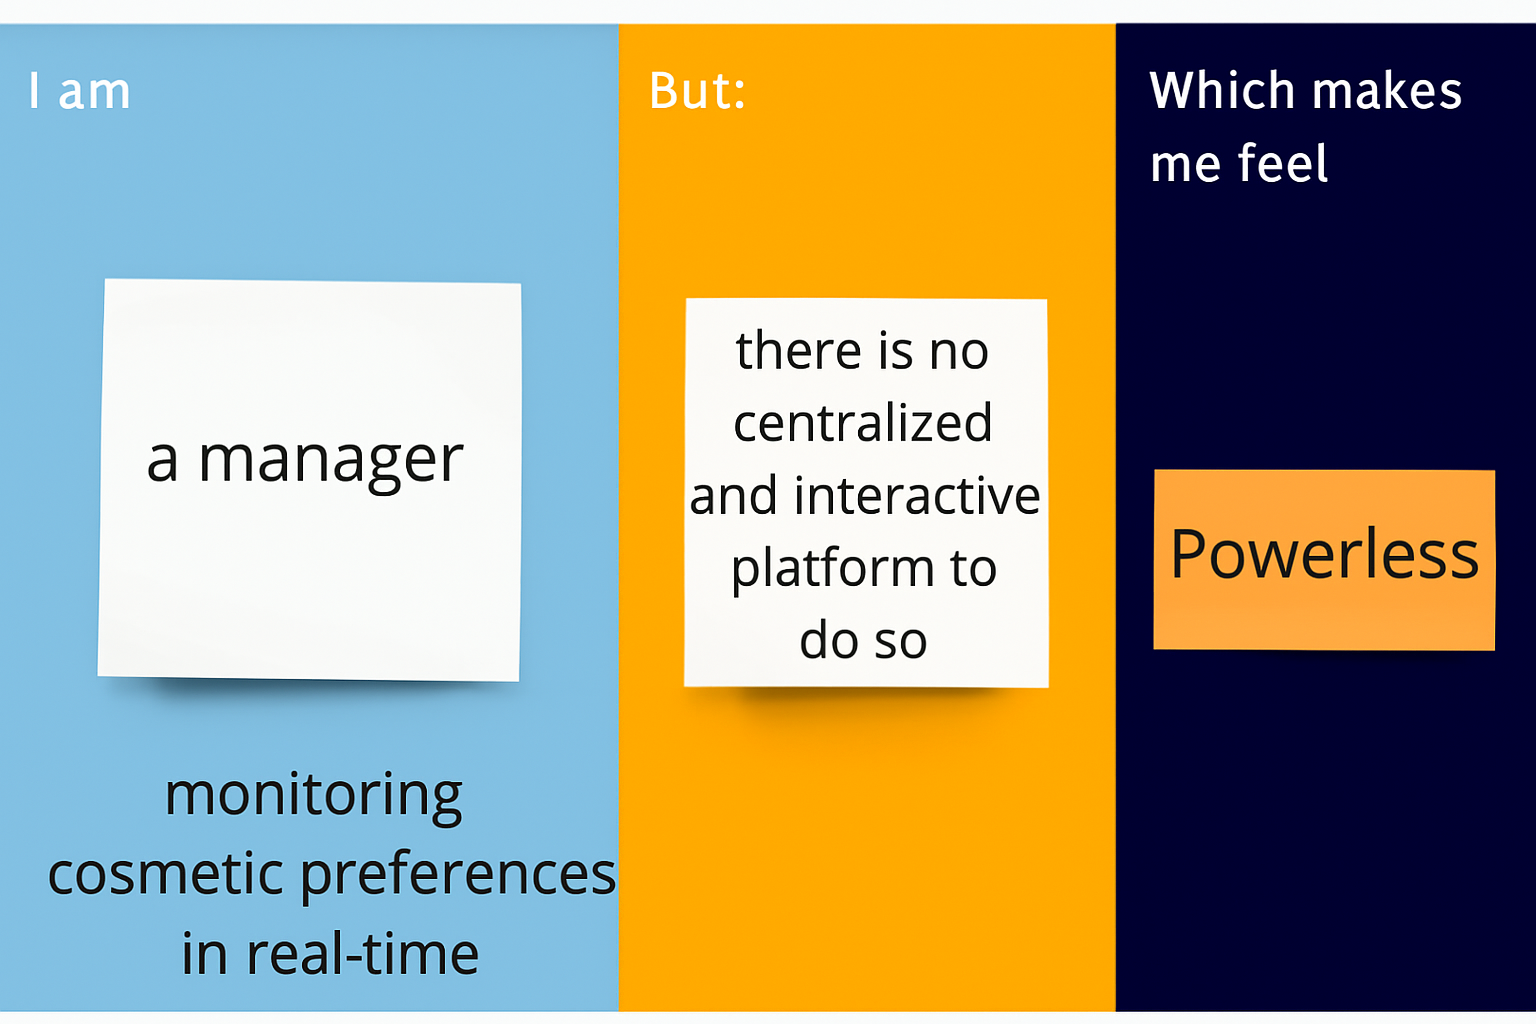 I am
a manager
monitoring
cosmetic preferences
in real-time
But:
there is no
centralized
and interactive
platform to
do so
Which makes
me feel
Powerless